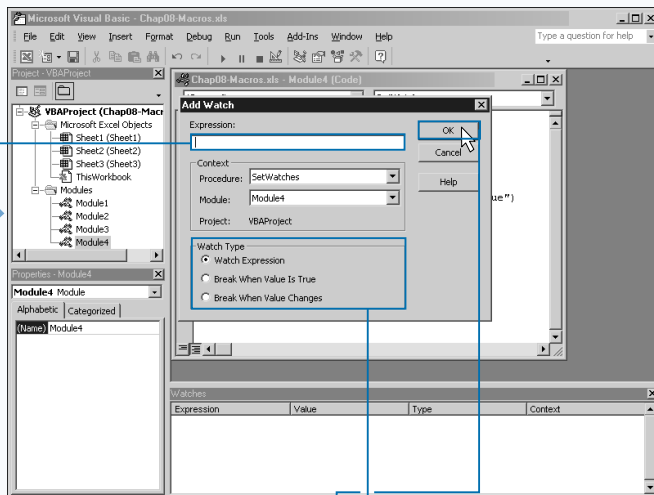 Microsoft Visual Basic - Chap08-Macros.xls
File Edit View Insert Format Debug Run Tools Add-Ins Window Help
Type a question for help
Project - VBAProject
VBAProject (Chap08-Macr
Microsoft Excel Objects
Sheet1 (Sheet1)
Sheet2 (Sheet2)
Sheet3 (Sheet3)
ThisWorkbook
Modules
Module1
Module2
Module3
Module4
Properties - Module4
Module4 Module
Alphabetic Categorized
(Name) Module4
Chap08-Macros.xls - Module4 (Code)
ue")
Add Watch
Expression:
OK
Cancel
Help
Context
Procedure: SetWatches
Module: Module4
Project: VBAProject
Watch Type
Watch Expression
Break When Value Is True
Break When Value Changes
Watches
Expression Value Type Context